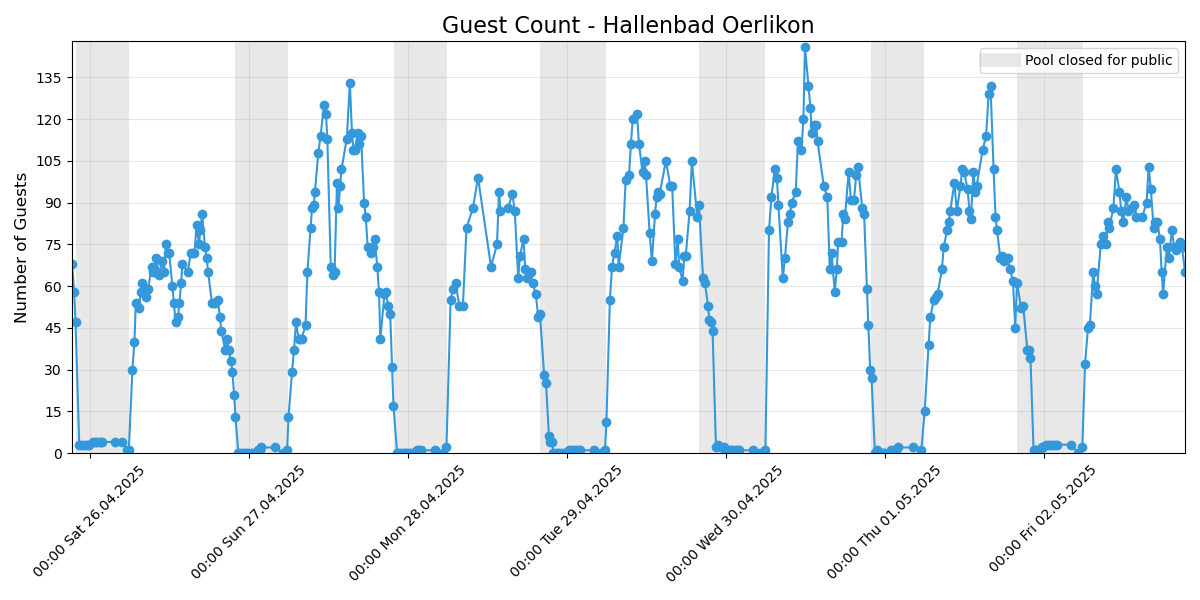 Guest Count - Hallenbad Oerlikon
Pool closed for public
Number of Guests
135
120
105
90
75
60
45
30
15
0
00:00 Sat 26.04.2025
00:00 Sun 27.04.2025
00:00 Mon 28.04.2025
00:00 Tue 29.04.2025
00:00 Wed 30.04.2025
00:00 Thu 01.05.2025
00:00 Fri 02.05.2025